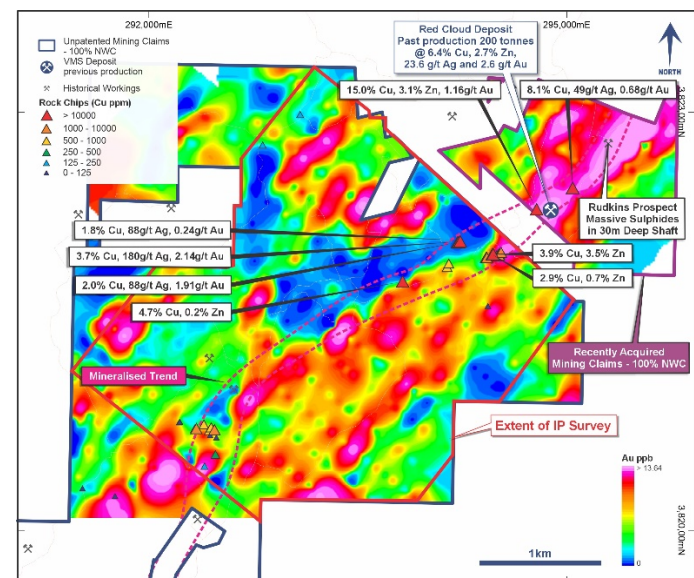 292,000mE
295,000mE
Unpatented Mining Claims
- 100% NWC
VMS Deposit
previous production
Historical Workings
Rock Chips (Cu ppm)
> 10000
1000 - 10000
500 - 1000
250 - 500
125 - 250
0 - 125
Red Cloud Deposit
Past production 200 tonnes
@ 6.4% Cu, 2.7% Zn,
23.6 g/t Ag and 2.6 g/t Au
NORTH
15.0% Cu, 3.1% Zn, 1.16g/t Au
8.1% Cu, 49g/t Ag, 0.68g/t Au
3,823,00mN
Rudkins Prospect
Massive Sulphides
in 30m Deep Shaft
1.8% Cu, 88g/t Ag, 0.24g/t Au
3.7% Cu, 180g/t Ag, 2.14g/t Au
2.0% Cu, 88g/t Ag, 1.91g/t Au
4.7% Cu, 0.2% Zn
3.9% Cu, 3.5% Zn
2.9% Cu, 0.7% Zn
Recently Acquired
Mining Claims - 100% NWC
Mineralised Trend
Extent of IP Survey
Au ppb
> 13.64
0
3,820,00mN
1km